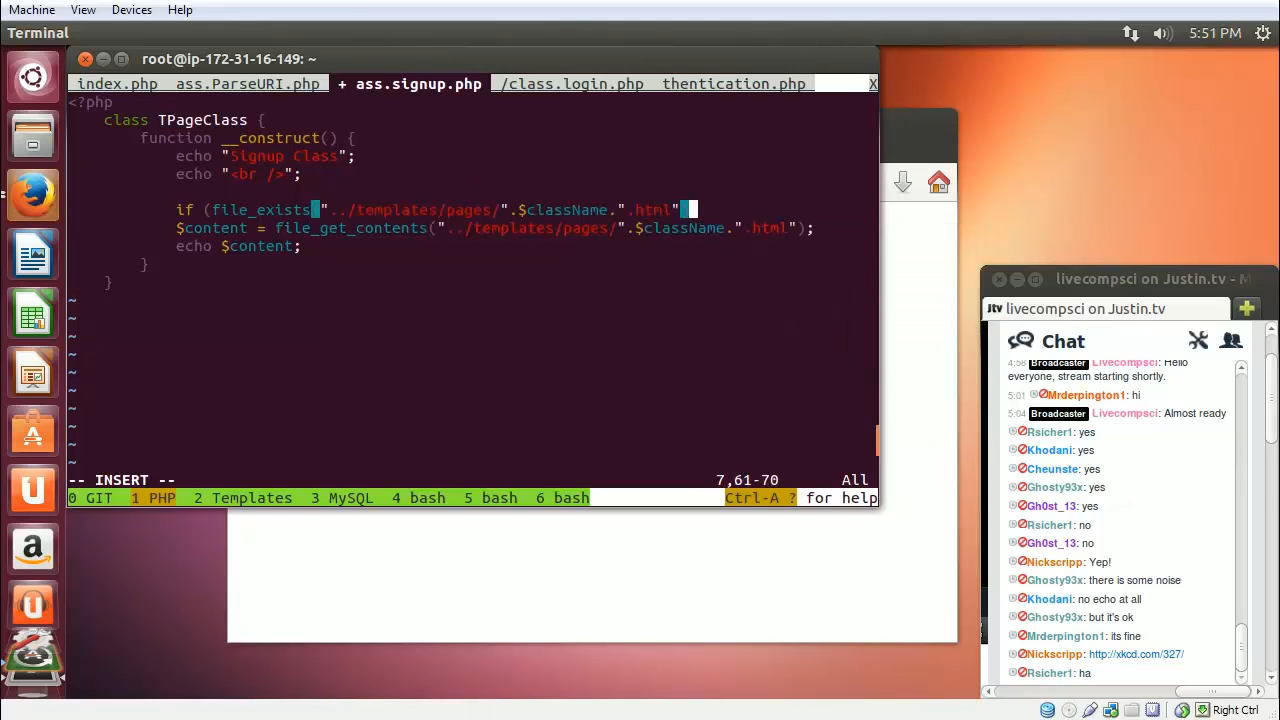 Machine View Devices Help
Terminal 5:51 PM
root@ip-172-31-16-149: ~
index.php ass.ParseURI.php + ass.signup.php /class.login.php thentication.php X
<?php
class TPageClass {
function __construct() {
echo "Signup Class";
echo "<br />";
if (file_exists("../templates/pages/".$className.".html")
$content = file_get_contents("../templates/pages/".$className.".html");
echo $content;
}
}
~
~
~
~
~
~
~
~
~
~
-- INSERT -- 7,61-70 All
0 GIT 1 PHP 2 Templates 3 MySQL 4 bash 5 bash 6 bash Ctrl-A ? for help
livecompsci on Justin.tv - M
Jtv livecompsci on Justin.tv
Chat
4:58 Broadcaster Livecompsci: Hello
everyone, stream starting shortly.
5:01 Mrderpington1: hi
5:04 Broadcaster Livecompsci: Almost ready
Rsicher1: yes
Khodani: yes
Cheunste: yes
Ghosty93x: yes
Gh0st_13: yes
Rsicher1: no
Gh0st_13: no
Nickscripp: Yep!
Ghosty93x: there is some noise
Khodani: no echo at all
Ghosty93x: but it's ok
Mrderpington1: its fine
Nickscripp: http://xkcd.com/327/
Rsicher1: ha
Right Ctrl